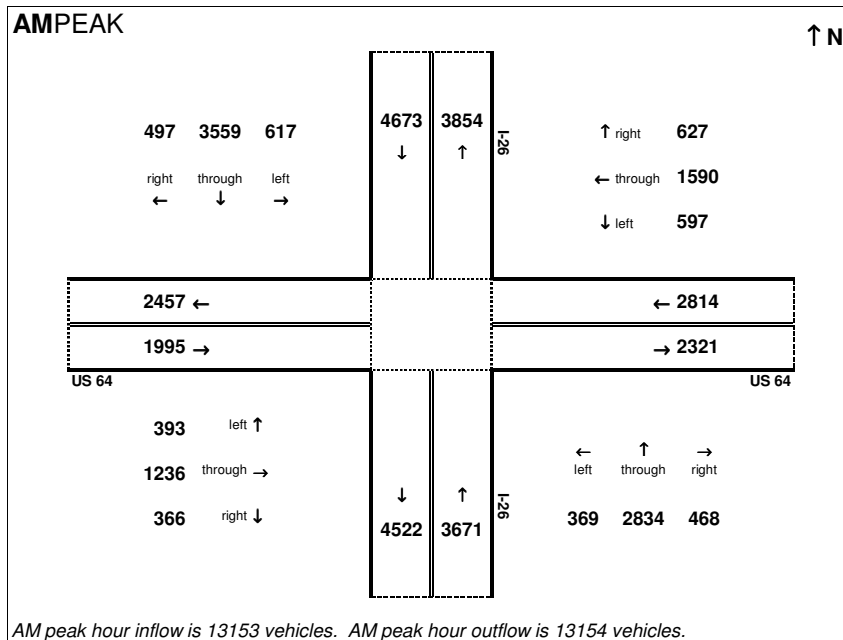 AMPEAK
↑ N
497 3559 617
right through left
← ↓ →
4673 3854
↓ ↑
I-26
↑ right 627
← through 1590
↓ left 597
2457 ←
← 2814
1995 →
→ 2321
US 64
US 64
393 left ↑
1236 through →
366 right ↓
↓ ↑
4522 3671
I-26
← ↑ →
left through right
369 2834 468
AM peak hour inflow is 13153 vehicles. AM peak hour outflow is 13154 vehicles.